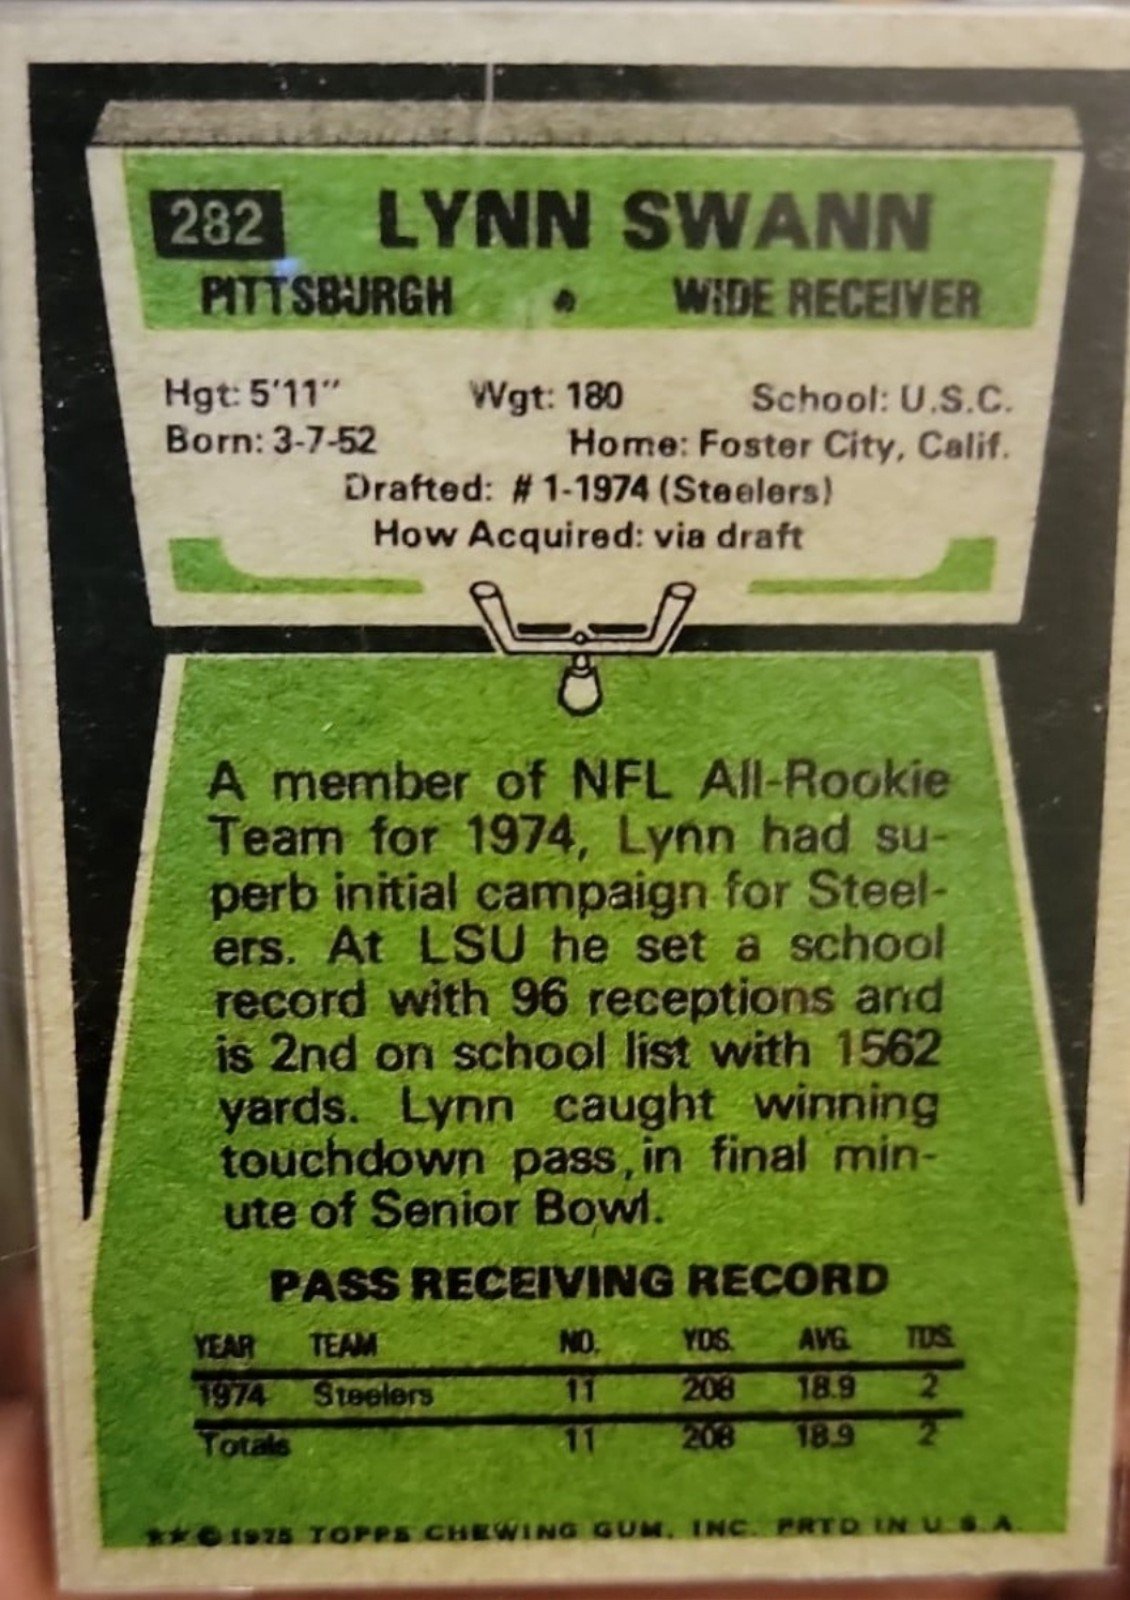 282 LYNN SWANN
PITTSBURGH • WIDE RECEIVER
Hgt: 5'11" Wgt: 180 School: U.S.C.
Born: 3-7-52 Home: Foster City, Calif.
Drafted: #1-1974 (Steelers)
How Acquired: via draft
A member of NFL All-Rookie
Team for 1974, Lynn had su-
perb initial campaign for Steel-
ers. At LSU he set a school
record with 96 receptions and
is 2nd on school list with 1562
yards. Lynn caught winning
touchdown pass, in final min-
ute of Senior Bowl.
PASS RECEIVING RECORD
YEAR TEAM NO. YDS. AVG. TDS.
1974 Steelers 11 208 18.9 2
Totals 11 208 18.9 2
★★© 1975 TOPPS CHEWING GUM, INC. PRTD IN U.S.A.